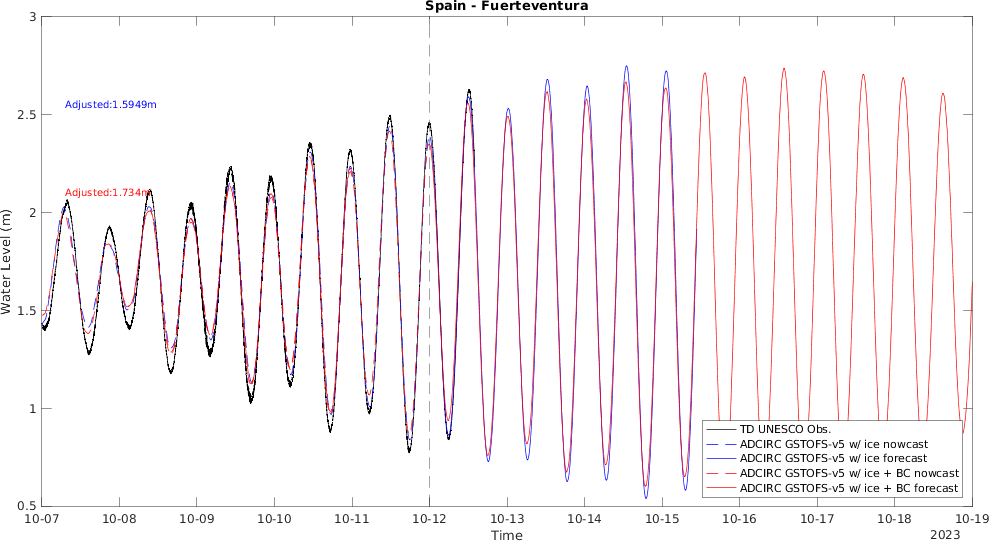 Spain - Fuerteventura
3
2.5
2
1.5
1
0.5
Water Level (m)
Adjusted:1.5949m
Adjusted:1.734m
TD UNESCO Obs.
ADCIRC GSTOFS-v5 w/ ice nowcast
ADCIRC GSTOFS-v5 w/ ice forecast
ADCIRC GSTOFS-v5 w/ ice + BC nowcast
ADCIRC GSTOFS-v5 w/ ice + BC forecast
10-07 10-08 10-09 10-10 10-11 10-12 10-13 10-14 10-15 10-16 10-17 10-18 10-19
Time
2023